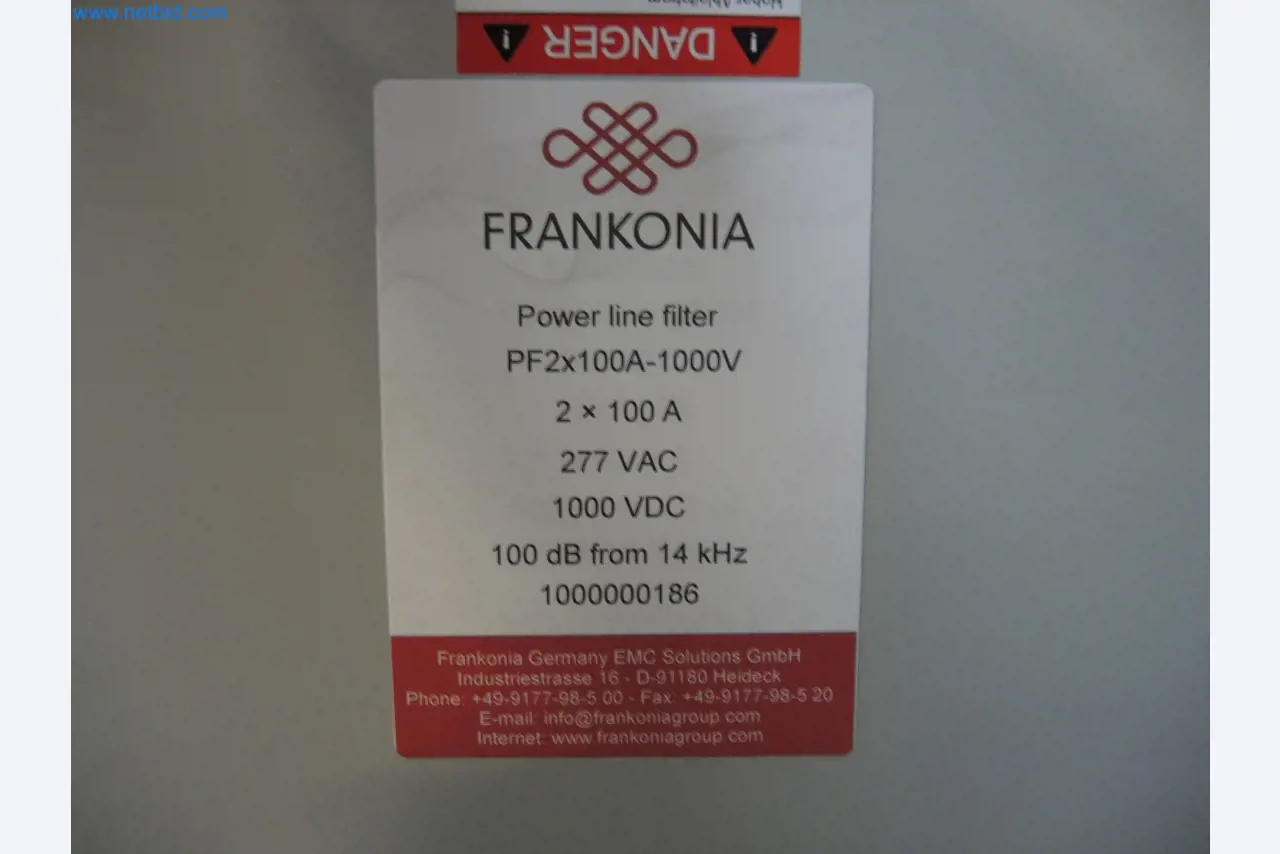 www.netbid.com
Hoher Ableitstrom
DANGER
FRANKONIA
Power line filter
PF2x100A-1000V
2 × 100 A
277 VAC
1000 VDC
100 dB from 14 kHz
1000000186
Frankonia Germany EMC Solutions GmbH
Industriestrasse 16 - D-91180 Heideck
Phone: +49-9177-98-5 00 - Fax: +49-9177-98-5 20
E-mail: info@frankoniagroup.com
Internet: www.frankoniagroup.com